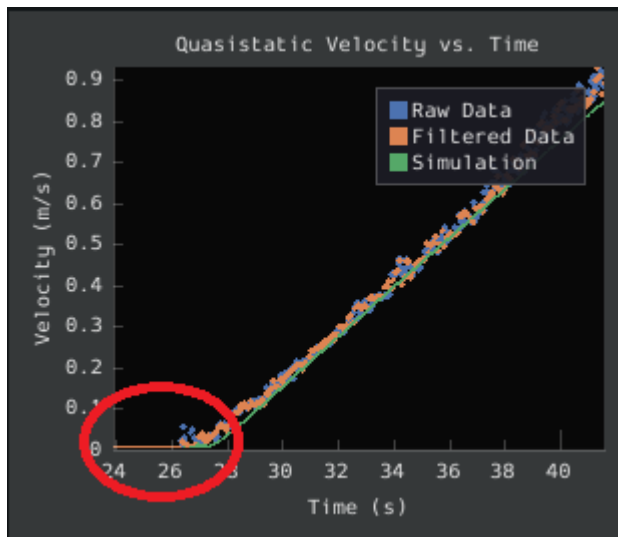 Quasistatic Velocity vs. Time
0.9
0.8
0.7
0.6
0.5
0.4
0.3
0.2
0.1
0
Velocity (m/s)
Raw Data
Filtered Data
Simulation
24 26 28 30 32 34 36 38 40
Time (s)